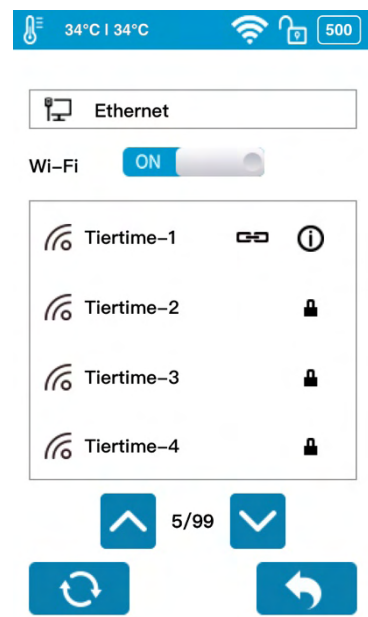 34°C I 34°C 500
Ethernet
Wi–Fi ON
Tiertime–1
Tiertime–2
Tiertime–3
Tiertime–4
5/99